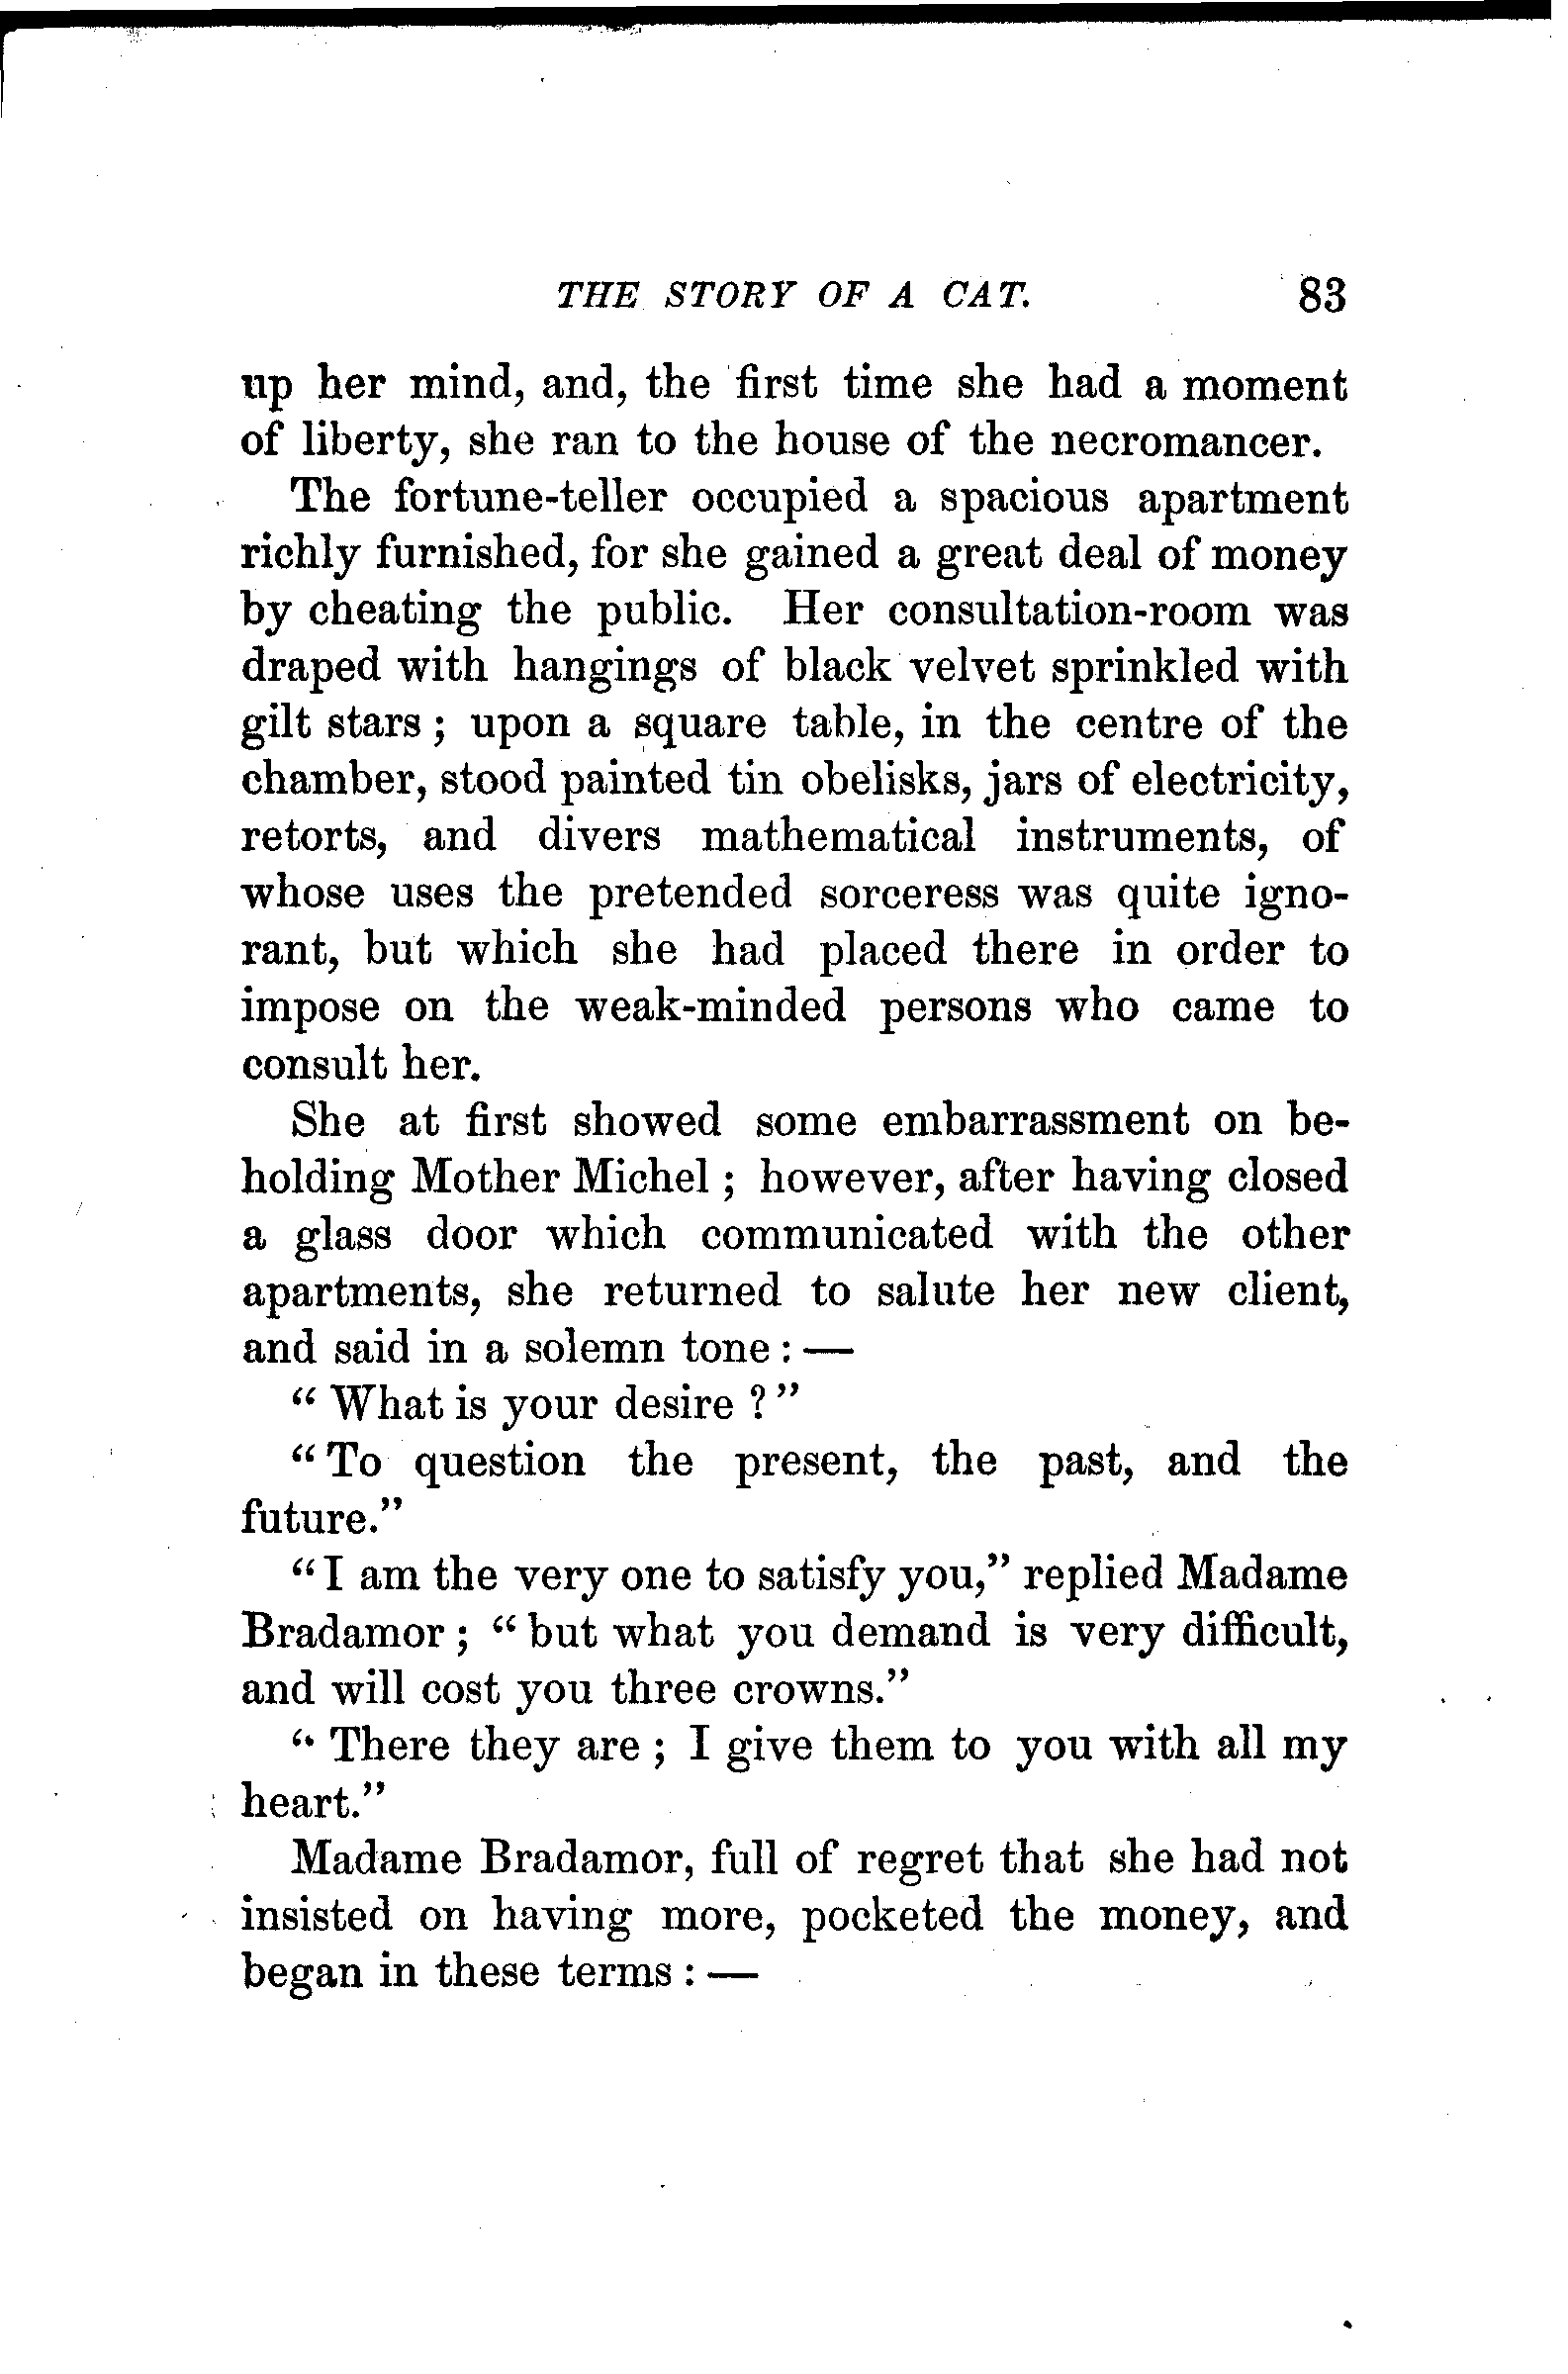 THE STORY OF A CAT. 83
up her mind, and, the first time she had a moment
of liberty, she ran to the house of the necromancer.
The fortune-teller occupied a spacious apartment
richly furnished, for she gained a great deal of money
by cheating the public. Her consultation-room was
draped with hangings of black velvet sprinkled with
gilt stars ; upon a square table, in the centre of the
chamber, stood painted tin obelisks, jars of electricity,
retorts, and divers mathematical instruments, of
whose uses the pretended sorceress was quite igno-
rant, but which she had placed there in order to
impose on the weak-minded persons who came to
consult her.
She at first showed some embarrassment on be-
holding Mother Michel ; however, after having closed
a glass door which communicated with the other
apartments, she returned to salute her new client,
and said in a solemn tone : —
“ What is your desire ? ”
“ To question the present, the past, and the
future.”
“ I am the very one to satisfy you,” replied Madame
Bradamor ; “ but what you demand is very difficult,
and will cost you three crowns.”
“ There they are ; I give them to you with all my
heart.”
Madame Bradamor, full of regret that she had not
insisted on having more, pocketed the money, and
began in these terms : —